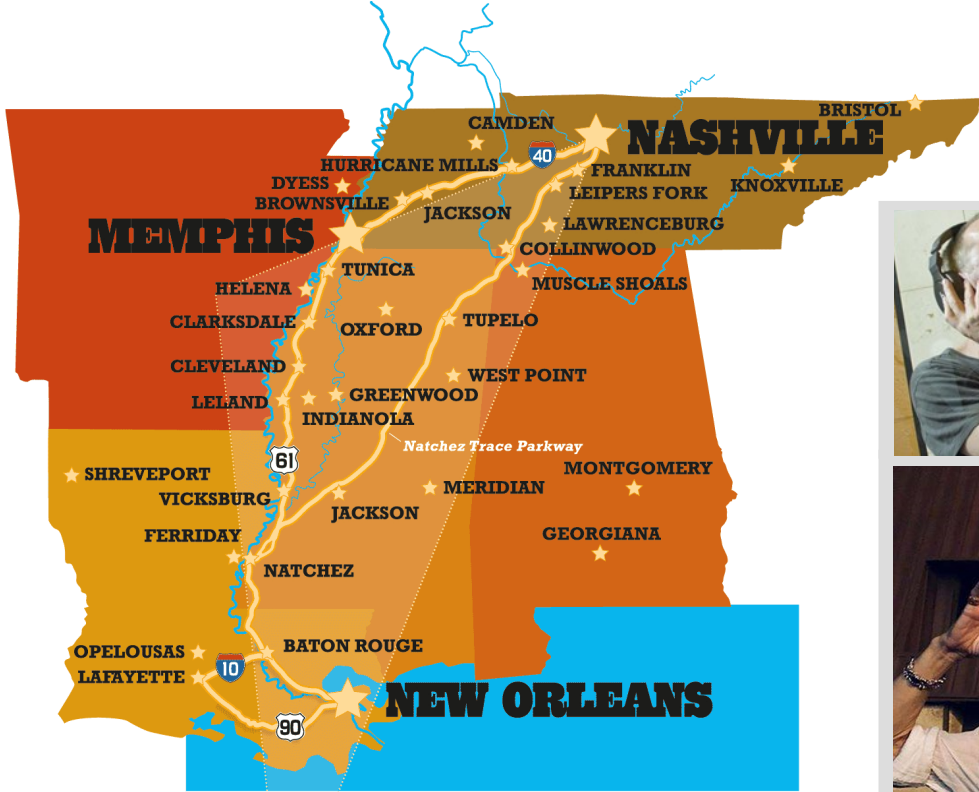 BRISTOL
CAMDEN
NASHVILLE
40
HURRICANE MILLS
FRANKLIN
DYESS
LEIPERS FORK
KNOXVILLE
BROWNSVILLE
JACKSON
LAWRENCEBURG
MEMPHIS
COLLINWOOD
TUNICA
MUSCLE SHOALS
HELENA
CLARKSDALE
OXFORD
TUPELO
CLEVELAND
WEST POINT
LELAND
GREENWOOD
INDIANOLA
Natchez Trace Parkway
61
MONTGOMERY
SHREVEPORT
MERIDIAN
VICKSBURG
JACKSON
FERRIDAY
GEORGIANA
NATCHEZ
OPELOUSAS
BATON ROUGE
10
LAFAYETTE
NEW ORLEANS
90